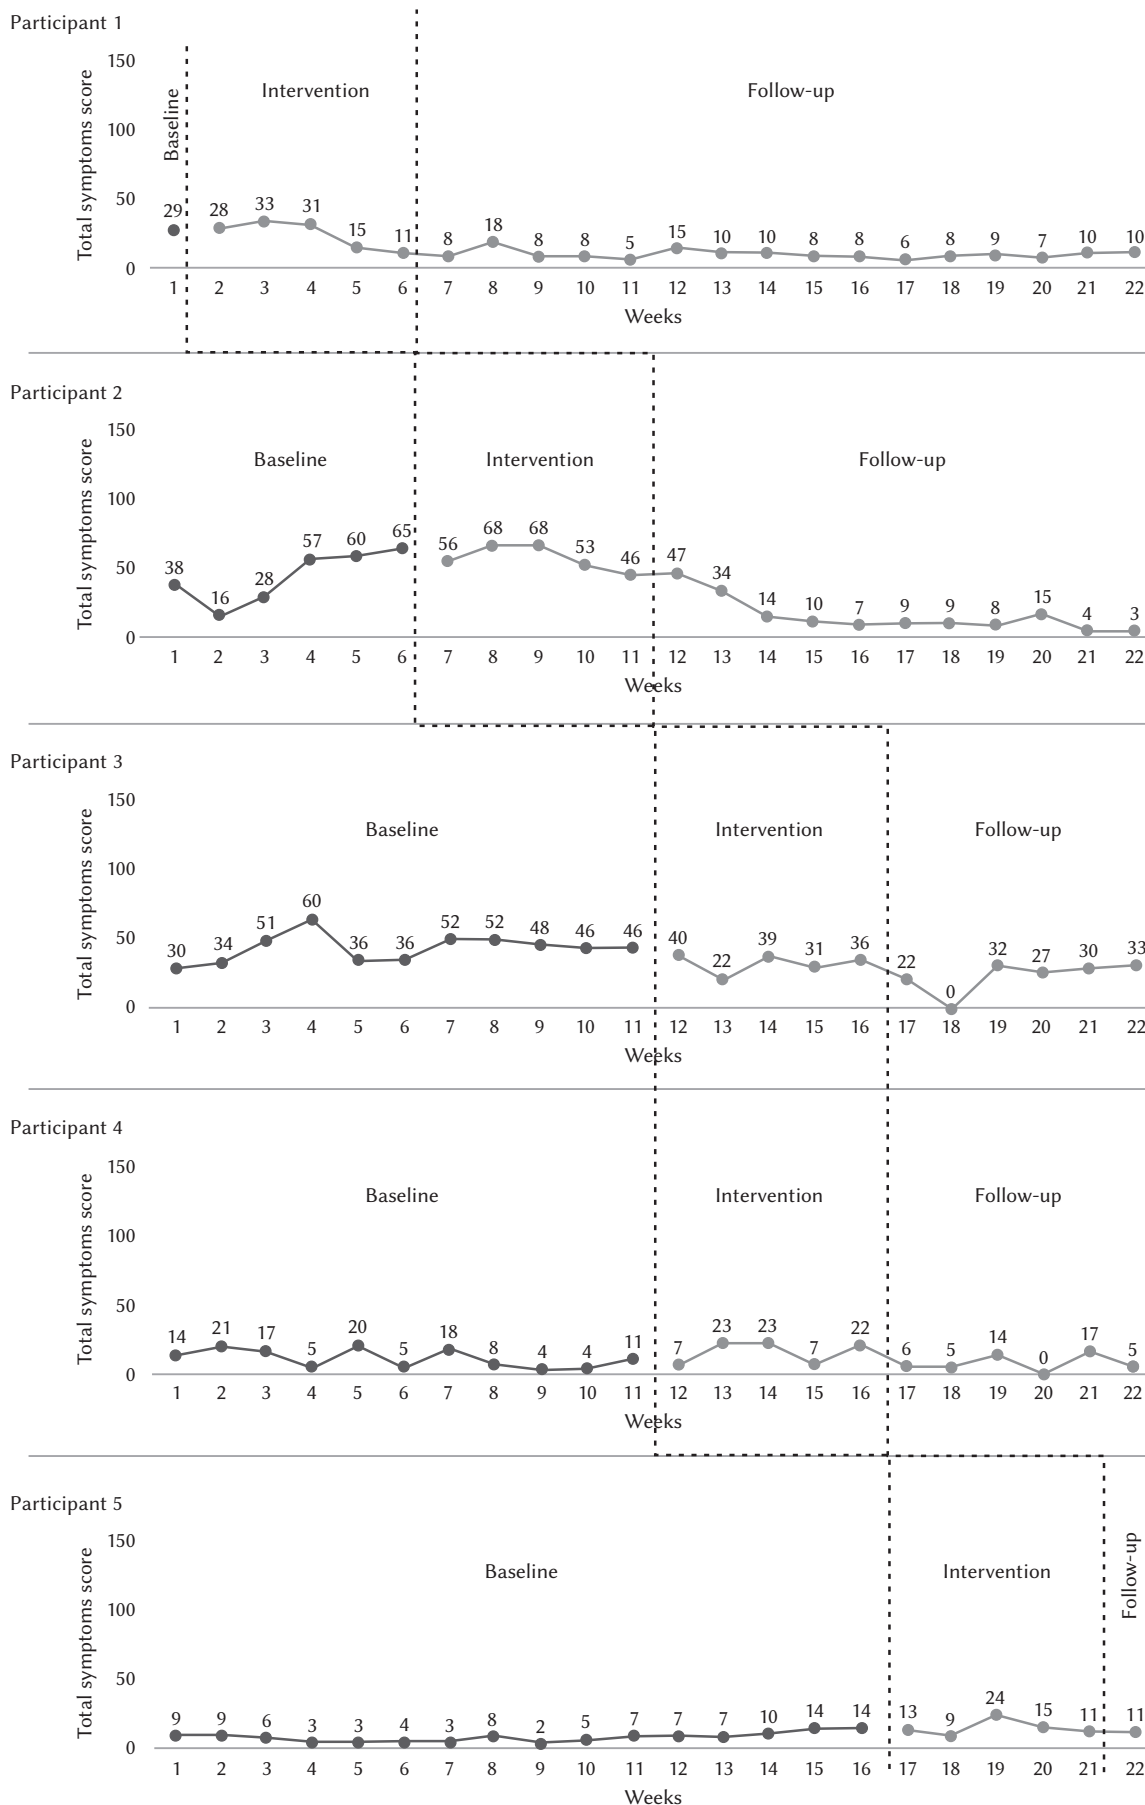 Participant 1
150
Baseline
Intervention
Follow-up
100
Total symptoms score
50
29 28 33 31 15 11 8 18 8 8 5 15 10 10 8 8 6 8 9 7 10 10
0
1 2 3 4 5 6 7 8 9 10 11 12 13 14 15 16 17 18 19 20 21 22
Weeks
Participant 2
150
Baseline
Intervention
Follow-up
100
Total symptoms score
50
38 16 28 57 60 65 56 68 68 53 46 47 34 14 10 7 9 9 8 15 4 3
0
1 2 3 4 5 6 7 8 9 10 11 12 13 14 15 16 17 18 19 20 21 22
Weeks
Participant 3
150
Baseline
Intervention
Follow-up
100
Total symptoms score
50
30 34 51 60 36 36 52 52 48 46 46 40 22 39 31 36 22 0 32 27 30 33
0
1 2 3 4 5 6 7 8 9 10 11 12 13 14 15 16 17 18 19 20 21 22
Weeks
Participant 4
150
Baseline
Intervention
Follow-up
100
Total symptoms score
50
14 21 17 5 20 5 18 8 4 4 11 7 23 23 7 22 6 5 14 0 17 5
0
1 2 3 4 5 6 7 8 9 10 11 12 13 14 15 16 17 18 19 20 21 22
Weeks
Participant 5
150
Baseline
Intervention
Follow-up
100
Total symptoms score
50
9 9 6 3 3 4 3 8 2 5 7 7 7 10 14 14 13 9 24 15 11 11
0
1 2 3 4 5 6 7 8 9 10 11 12 13 14 15 16 17 18 19 20 21 22
Weeks